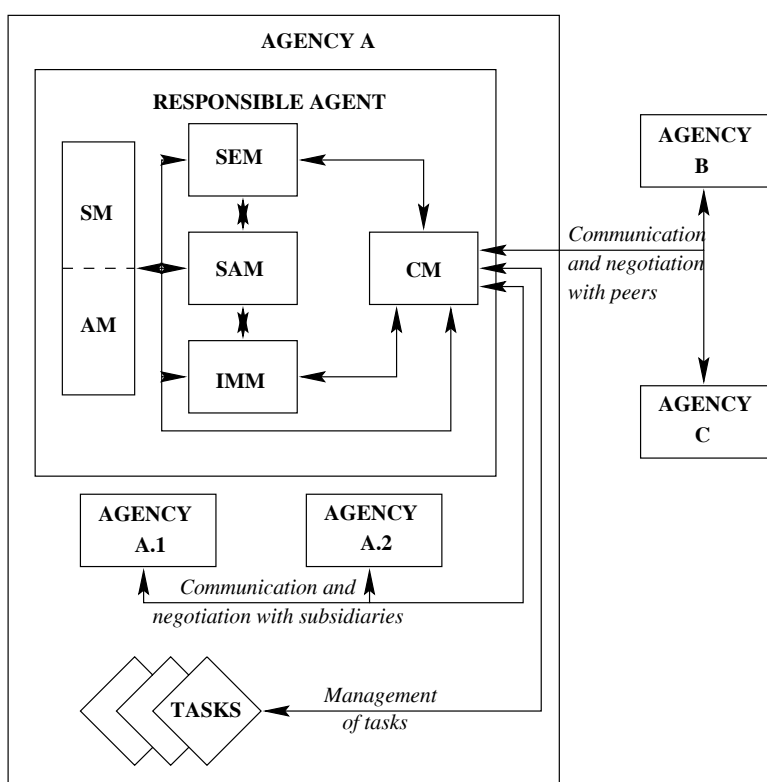 AGENCY A
RESPONSIBLE AGENT
SEM
SM
SAM
AM
IMM
CM
AGENCY
B
Communication
and negotiation
with peers
AGENCY
C
AGENCY
A.1
AGENCY
A.2
Communication and
negotiation with subsidiaries
TASKS
Management
of tasks